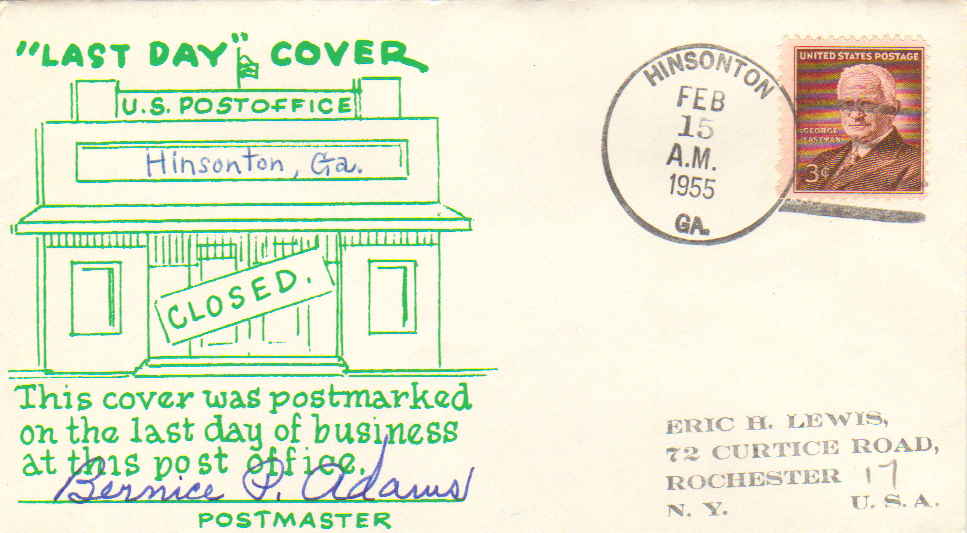 "LAST DAY" COVER
U.S. POSTOFFICE
Hinsonton, Ga.
CLOSED.
This cover was postmarked
on the last day of business
at this post office.
Bernice P. Adams
POSTMASTER
HINSONTON
FEB
15
A.M.
1955
GA.
UNITED STATES POSTAGE
GEORGE
EASTMAN
3¢
ERIC H. LEWIS,
72 CURTICE ROAD,
ROCHESTER 17
N. Y. U. S. A.